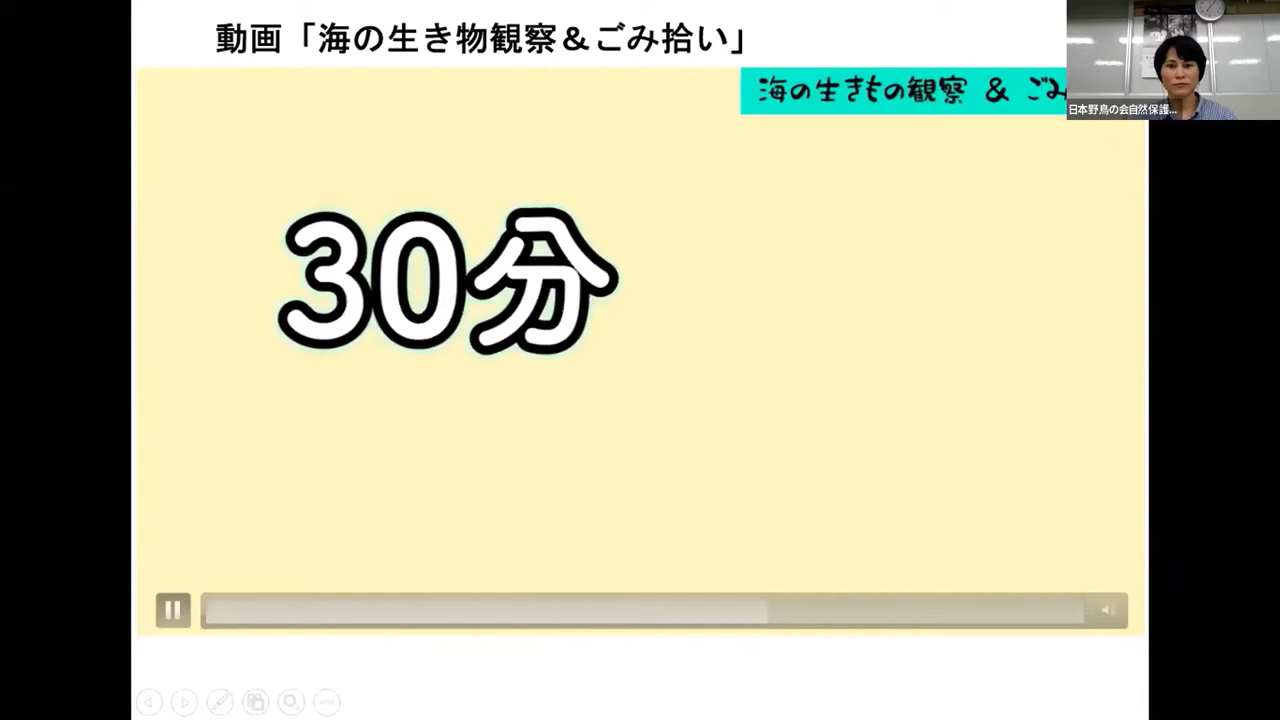 動画「海の生き物観察＆ごみ拾い」
海の生きもの観察 & ごみ
日本野鳥の会自然保護...
30分